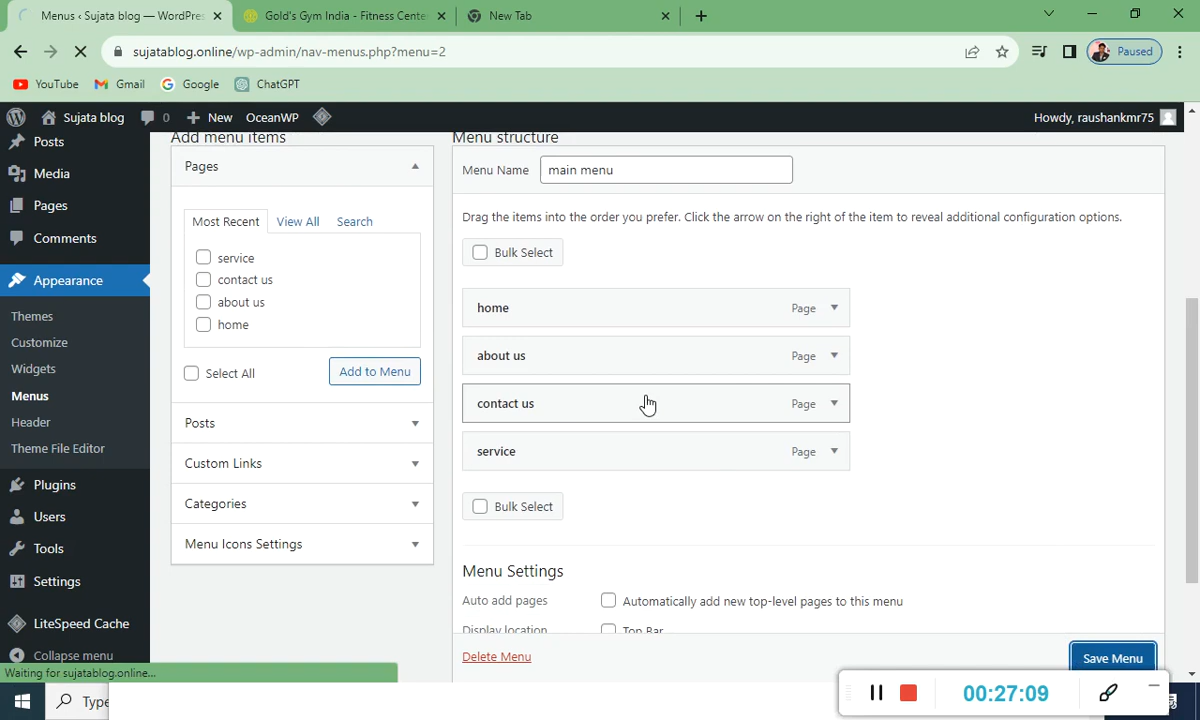 Menus ‹ Sujata blog — WordPres
Gold's Gym India - Fitness Cente
New Tab
sujatablog.online/wp-admin/nav-menus.php?menu=2
Paused
YouTube
Gmail
Google
ChatGPT
Sujata blog
0
New
OceanWP
Howdy, raushankmr75
Posts
Media
Pages
Comments
Appearance
Themes
Customize
Widgets
Menus
Header
Theme File Editor
Plugins
Users
Tools
Settings
LiteSpeed Cache
Collapse menu
Add menu items
Pages
Most Recent
View All
Search
service
contact us
about us
home
Select All
Add to Menu
Posts
Custom Links
Categories
Menu Icons Settings
Menu structure
Menu Name
main menu
Drag the items into the order you prefer. Click the arrow on the right of the item to reveal additional configuration options.
Bulk Select
home Page
about us Page
contact us Page
service Page
Bulk Select
Menu Settings
Auto add pages
Automatically add new top-level pages to this menu
Display location
Top Bar
Delete Menu
Save Menu
Waiting for sujatablog.online...
Type
00:27:09